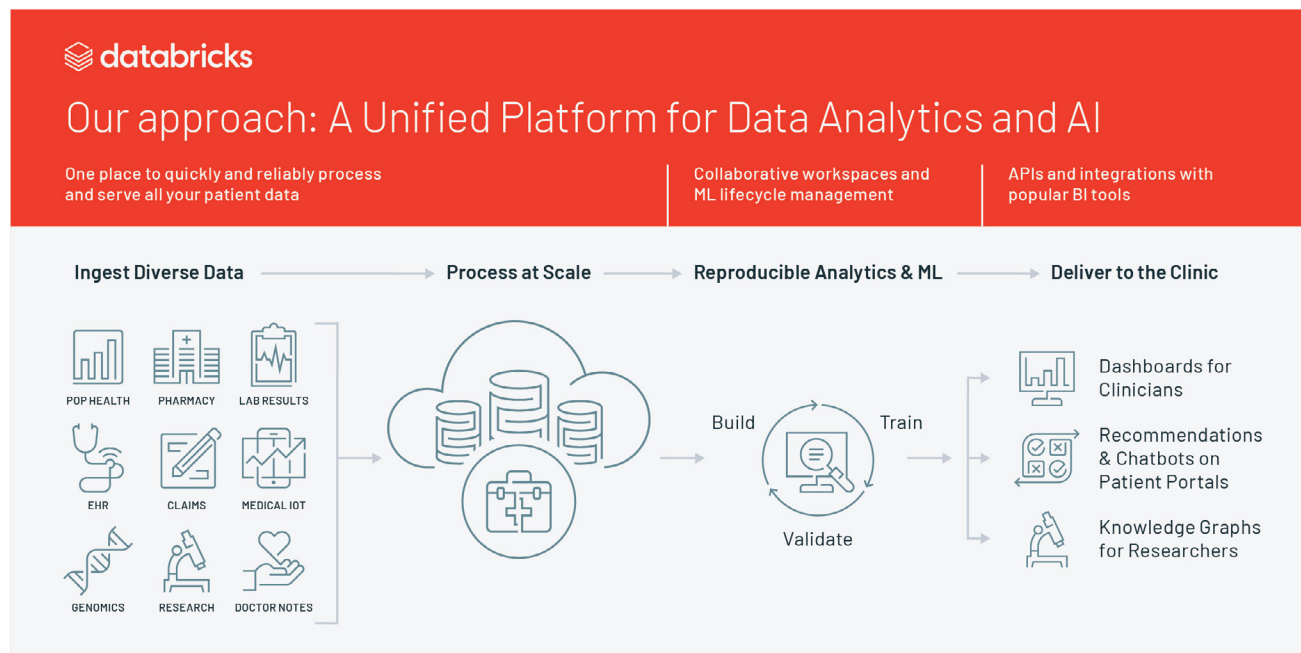 databricks
Our approach: A Unified Platform for Data Analytics and AI
One place to quickly and reliably process
and serve all your patient data
Collaborative workspaces and
ML lifecycle management
APIs and integrations with
popular BI tools
Ingest Diverse Data
Process at Scale
Reproducible Analytics & ML
Deliver to the Clinic
POP HEALTH
PHARMACY
LAB RESULTS
EHR
CLAIMS
MEDICAL IOT
GENOMICS
RESEARCH
DOCTOR NOTES
Build
Train
Validate
Dashboards for
Clinicians
Recommendations
& Chatbots on
Patient Portals
Knowledge Graphs
for Researchers